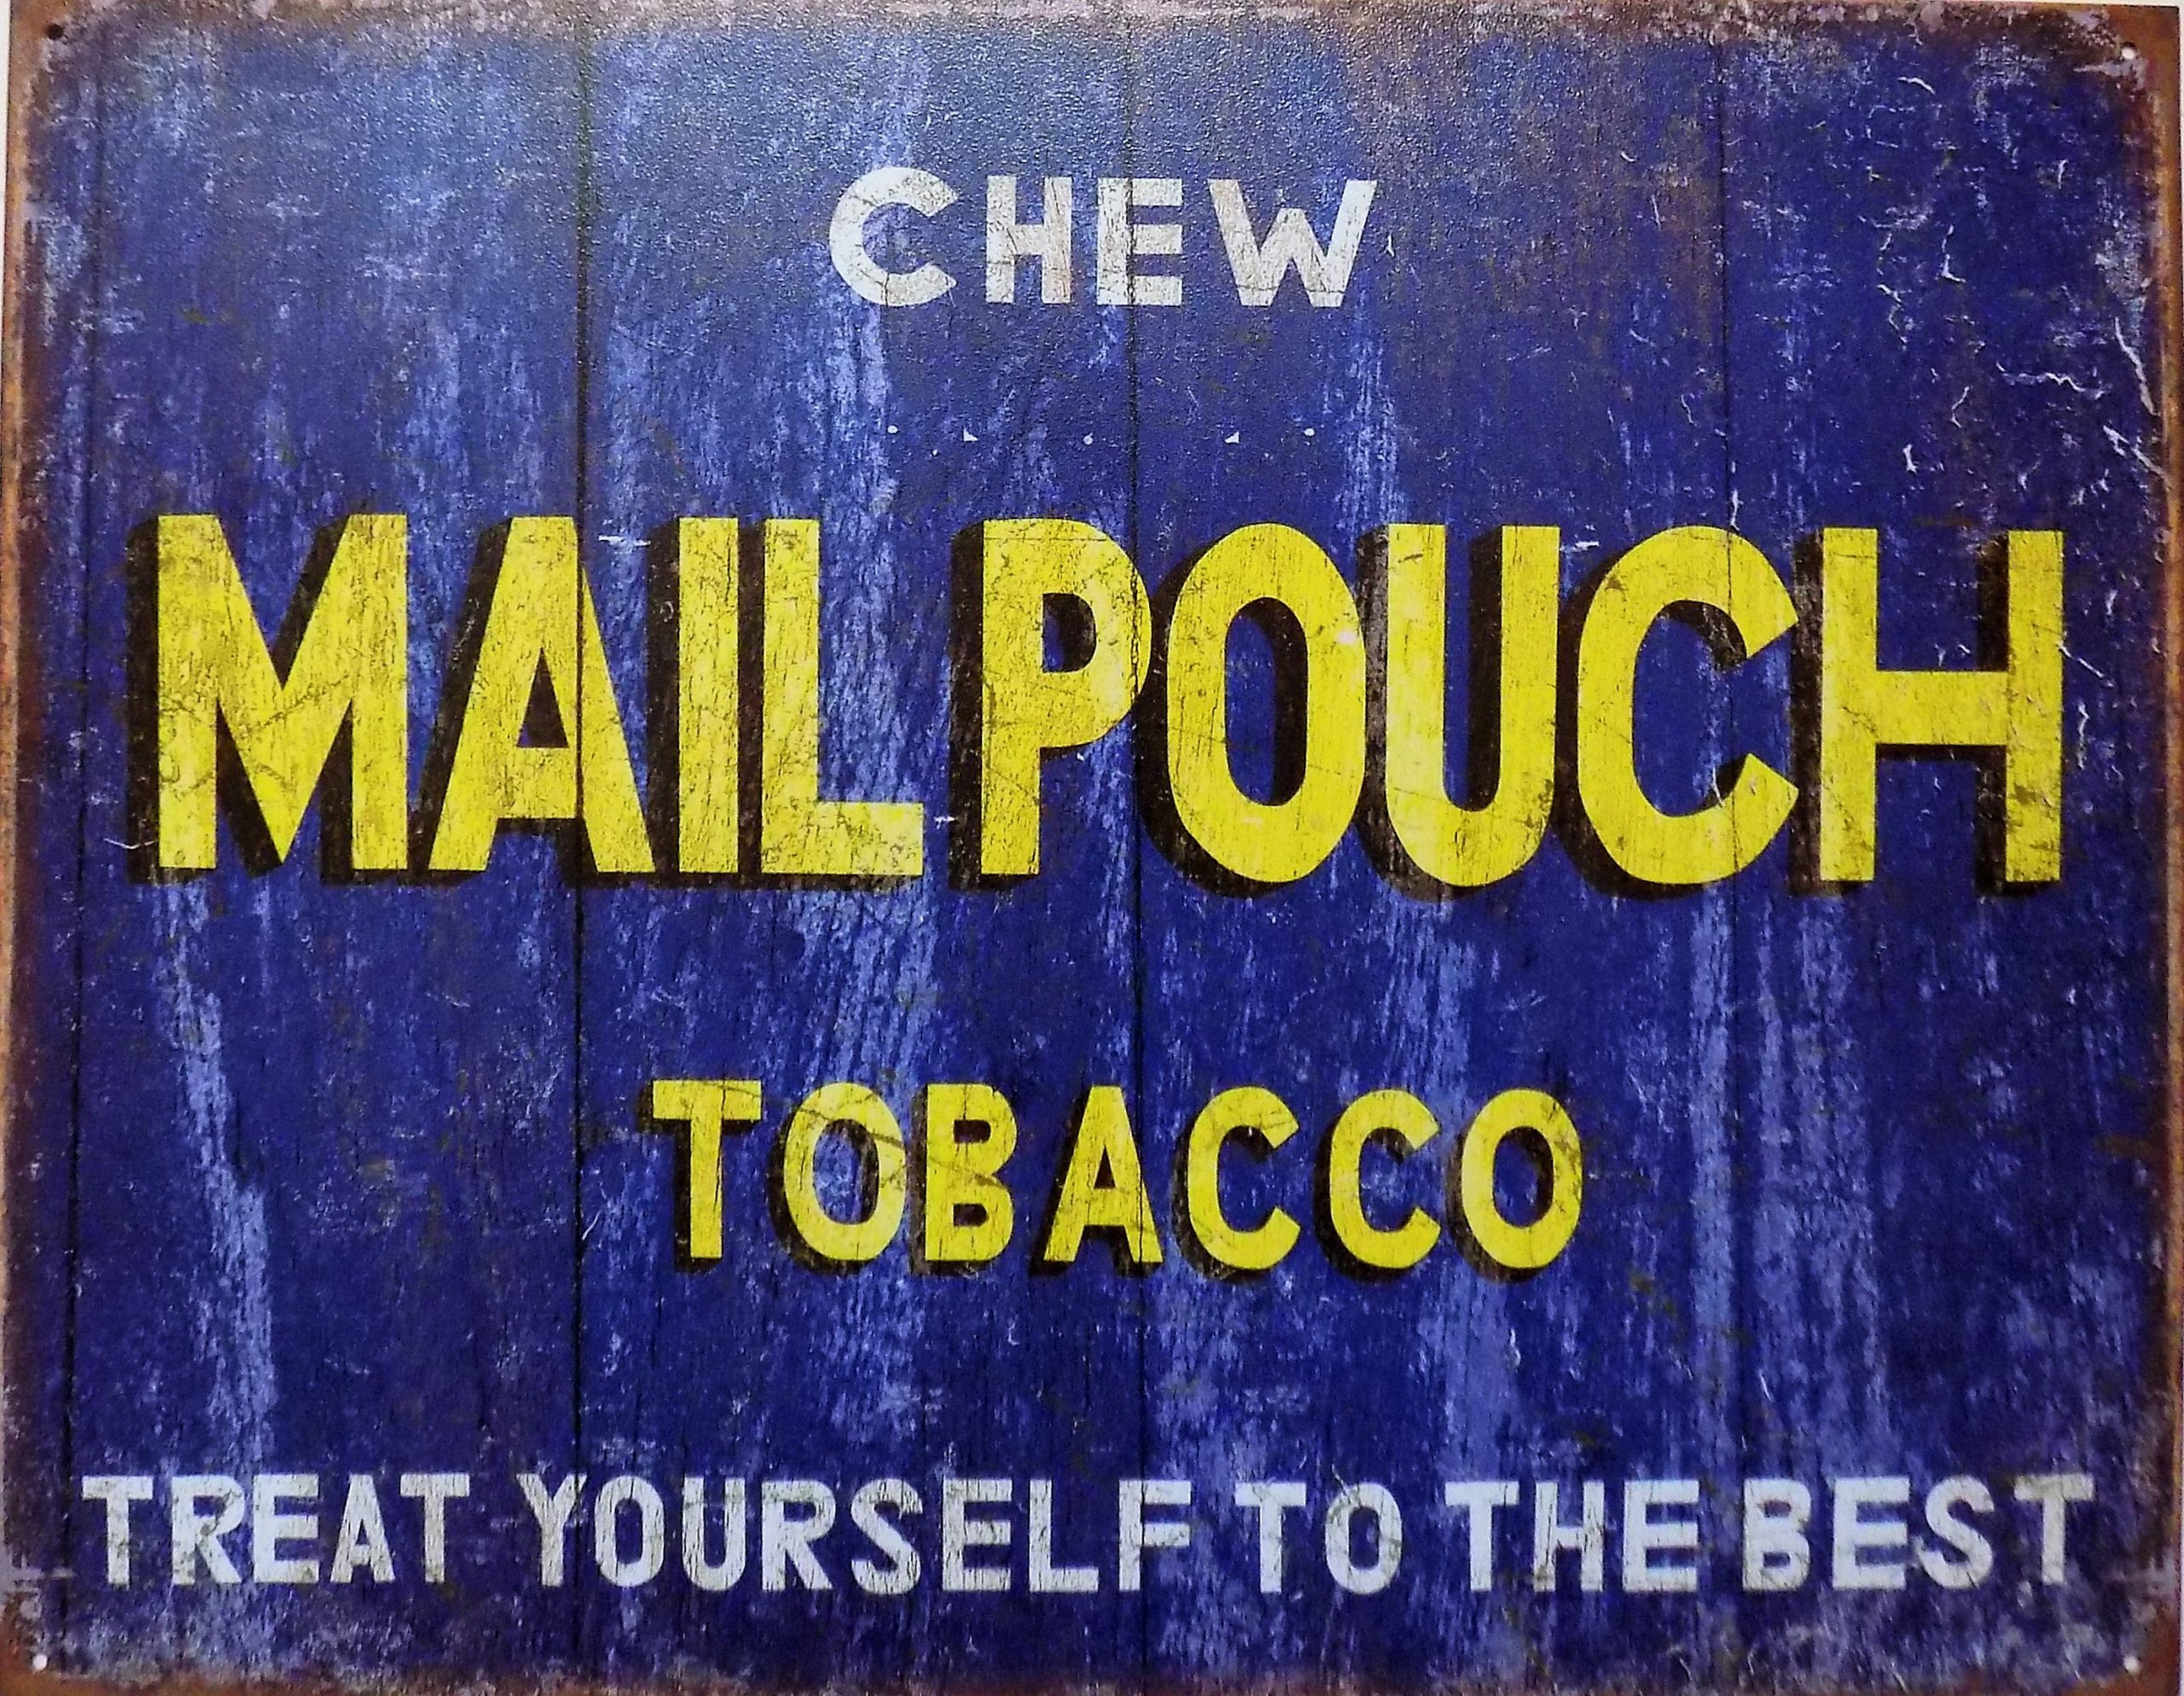 CHEW
MAIL POUCH
TOBACCO
TREAT YOURSELF TO THE BEST